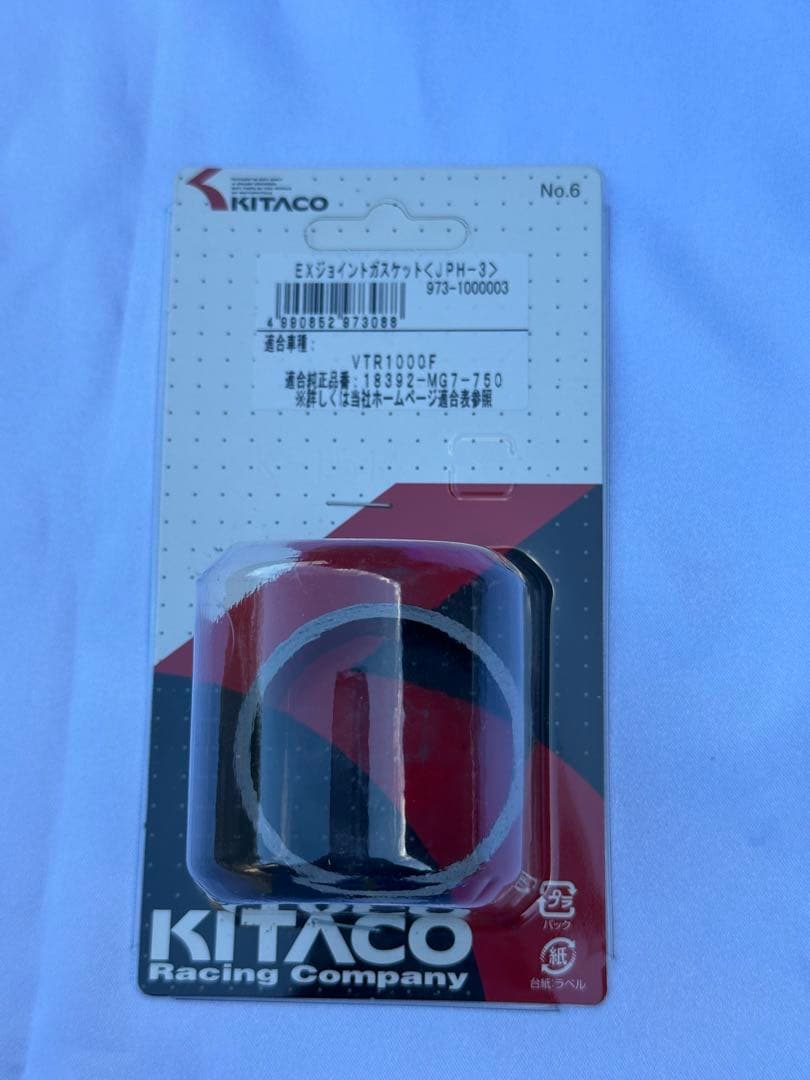 KITACO
No.6
EXジョイントガスケット<JPH-3>
973-1000003
4 990852 973088
適合車種：
VTR1000F
適合純正品番：18392-MG7-750
※詳しくは当社ホームページ適合表参照
KITACO
Racing Company
プラ
パック
紙
台紙:ラベル